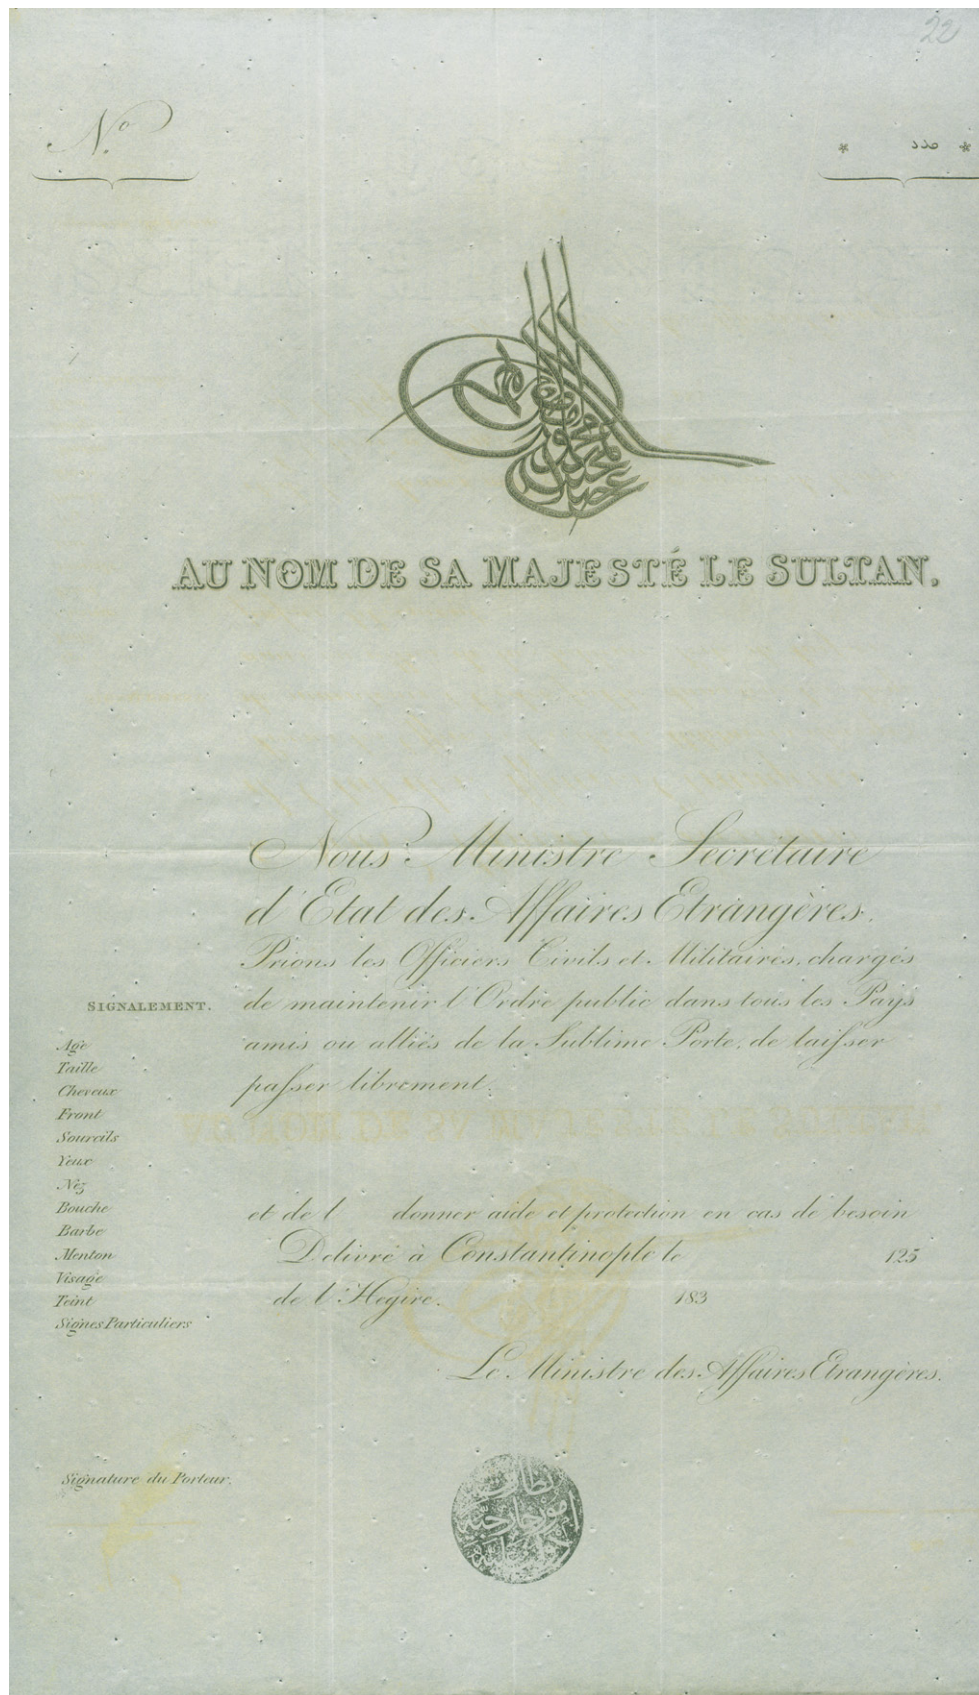 22
N.º
* ٥٤٤ *
AU NOM DE SA MAJESTÉ LE SULTAN.
Nous Ministre Secrétaire
d'Etat des Affaires Etrangères.
Prions les Officiers Civils et Militaires, chargés
de maintenir l'Ordre public dans tous les Pays
amis ou alliés de la Sublime Porte, de laisser
passer librement.
et de l donner aide et protection en cas de besoin
Delivré à Constantinople le 125
de l'Hegire. 183
Le Ministre des Affaires Etrangères.
SIGNALEMENT.
Age
Taille
Cheveux
Front
Sourcils
Yeux
Nez
Bouche
Barbe
Menton
Visage
Teint
Signes Particuliers
Signature du Porteur.
امور خارجيه